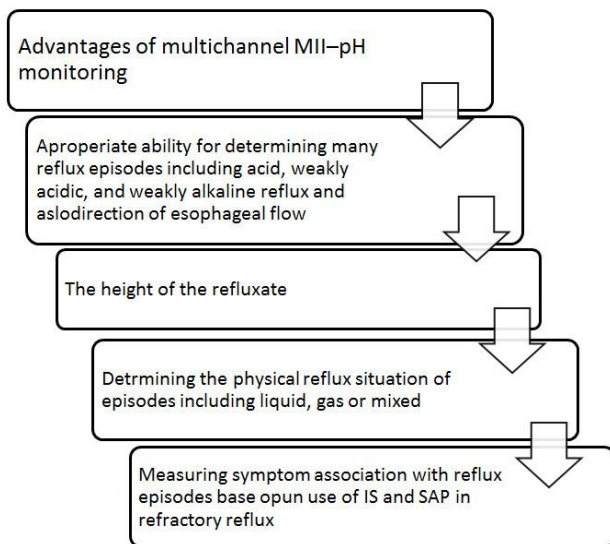 Advantages of multichannel MII–pH
monitoring
Aproperiate ability for determining many
reflux episodes including acid, weakly
acidic, and weakly alkaline reflux and
aslodirection of esophageal flow
The height of the refluxate
Detrmining the physical reflux situation of
episodes including liquid, gas or mixed
Measuring symptom association with reflux
episodes base opun use of IS and SAP in
refractory reflux